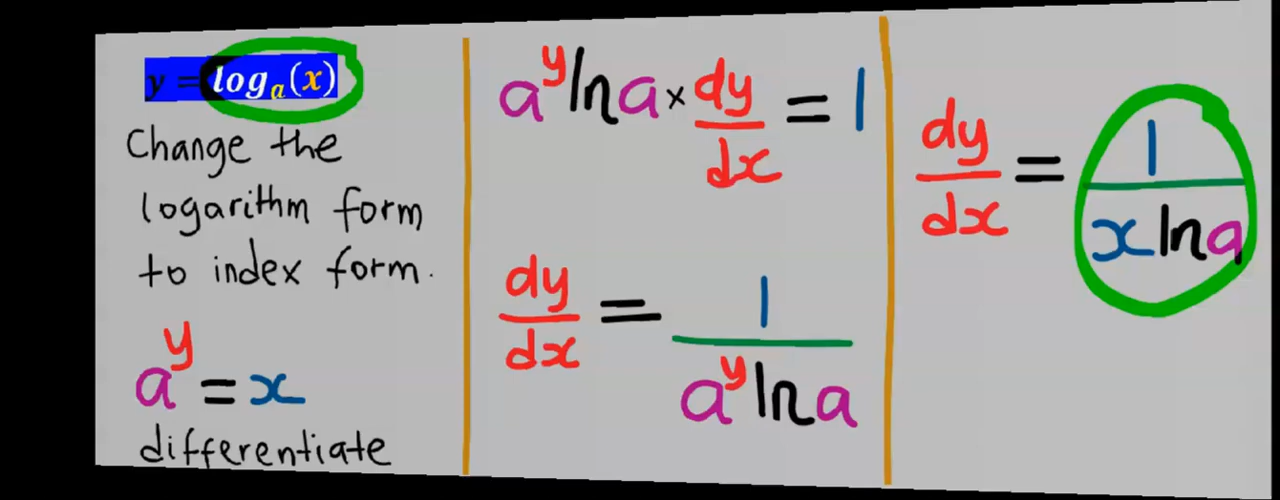 y = logₐ(x)
Change the
logarithm form
to index form.
a^y = x
differentiate
a^y ln a × dy/dx = 1
dy/dx = 1/(a^y ln a)
dy/dx = 1/(x ln a)